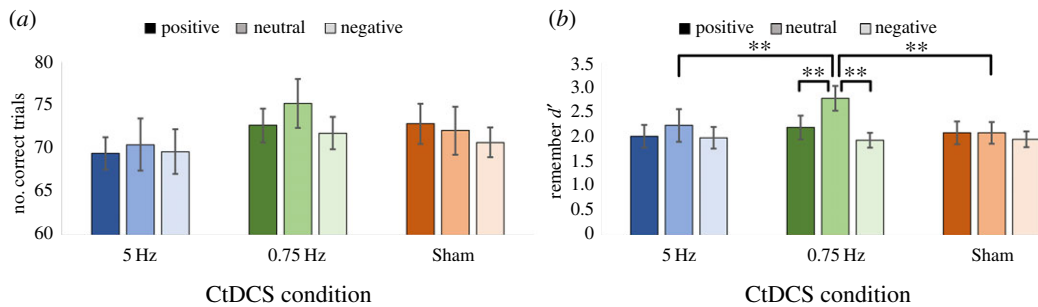 (a)
positive neutral negative
80
75
70
65
60
no. correct trials
5 Hz 0.75 Hz Sham
CtDCS condition
(b)
positive neutral negative
** **
** **
3.5
3.0
2.5
2.0
1.5
1.0
0.5
0
remember d′
5 Hz 0.75 Hz Sham
CtDCS condition